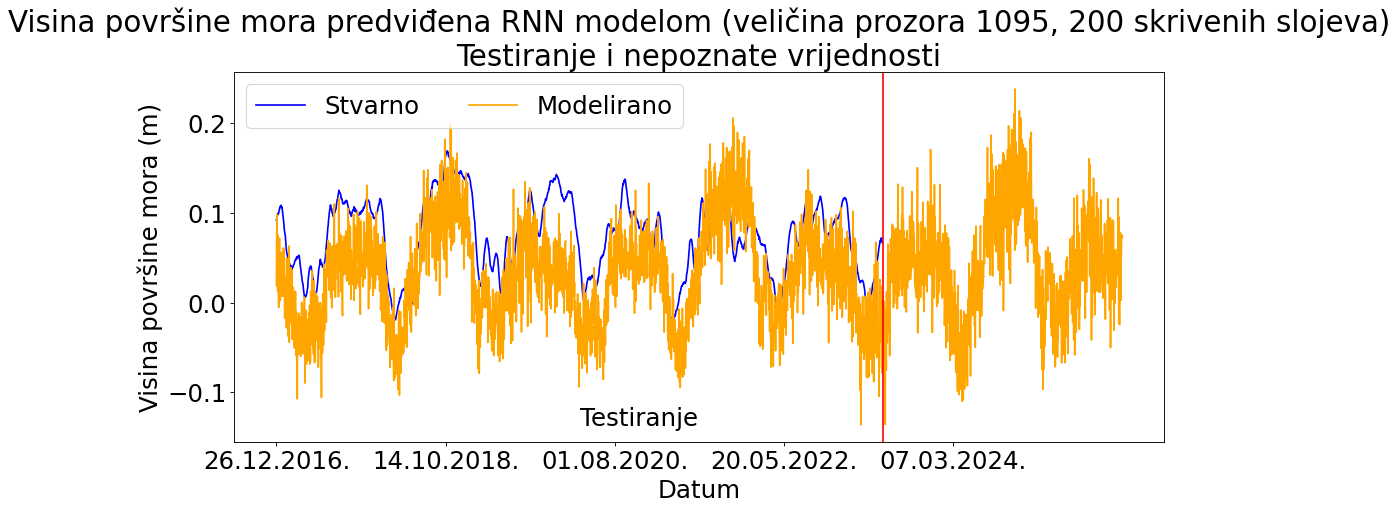 Visina površine mora predviđena RNN modelom (veličina prozora 1095, 200 skrivenih slojeva)
Testiranje i nepoznate vrijednosti
Stvarno Modelirano
Visina površine mora (m)
0.2
0.1
0.0
−0.1
Testiranje
26.12.2016. 14.10.2018. 01.08.2020. 20.05.2022. 07.03.2024.
Datum